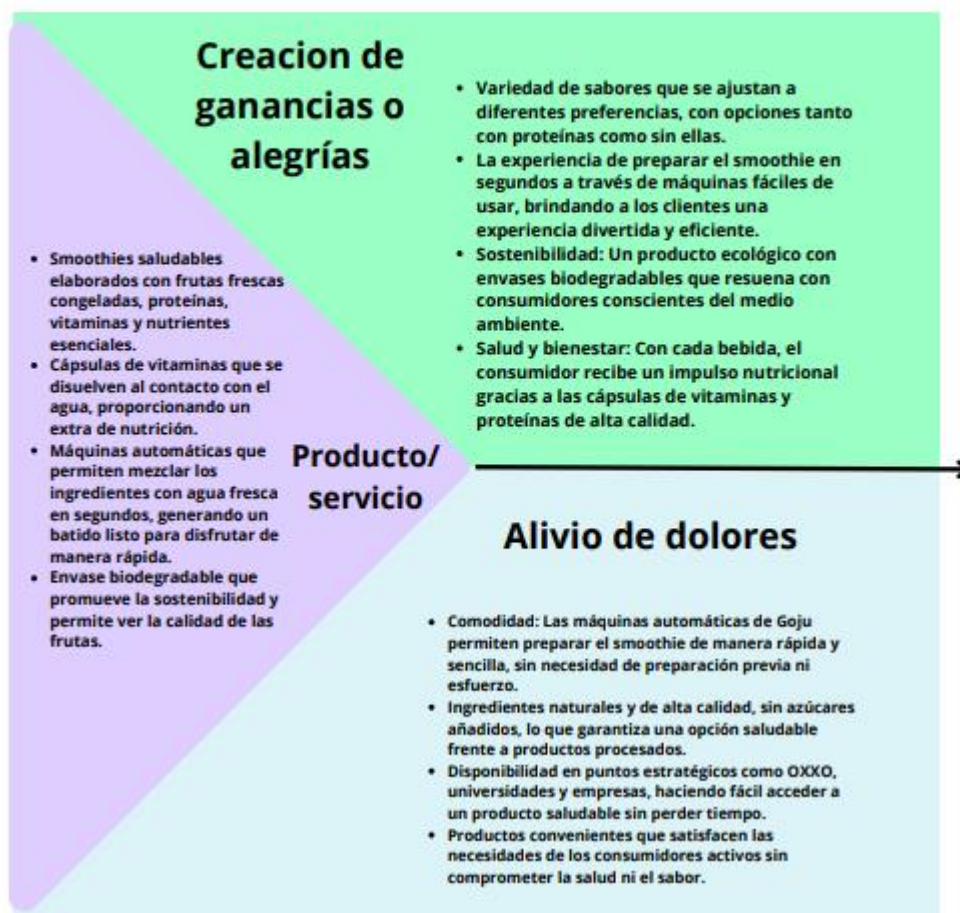 Creacion de
ganancias o
alegrías
• Variedad de sabores que se ajustan a
diferentes preferencias, con opciones tanto
con proteínas como sin ellas.
• La experiencia de preparar el smoothie en
segundos a través de máquinas fáciles de
usar, brindando a los clientes una
experiencia divertida y eficiente.
• Sostenibilidad: Un producto ecológico con
envases biodegradables que resuena con
consumidores conscientes del medio
ambiente.
• Salud y bienestar: Con cada bebida, el
consumidor recibe un impulso nutricional
gracias a las cápsulas de vitaminas y
proteínas de alta calidad.
• Smoothies saludables
elaborados con frutas frescas
congeladas, proteínas,
vitaminas y nutrientes
esenciales.
• Cápsulas de vitaminas que se
disuelven al contacto con el
agua, proporcionando un
extra de nutrición.
• Máquinas automáticas que
permiten mezclar los
ingredientes con agua fresca
en segundos, generando un
batido listo para disfrutar de
manera rápida.
• Envase biodegradable que
promueve la sostenibilidad y
permite ver la calidad de las
frutas.
Producto/
servicio
Alivio de dolores
• Comodidad: Las máquinas automáticas de Goju
permiten preparar el smoothie de manera rápida y
sencilla, sin necesidad de preparación previa ni
esfuerzo.
• Ingredientes naturales y de alta calidad, sin azúcares
añadidos, lo que garantiza una opción saludable
frente a productos procesados.
• Disponibilidad en puntos estratégicos como OXXO,
universidades y empresas, haciendo fácil acceder a
un producto saludable sin perder tiempo.
• Productos convenientes que satisfacen las
necesidades de los consumidores activos sin
comprometer la salud ni el sabor.